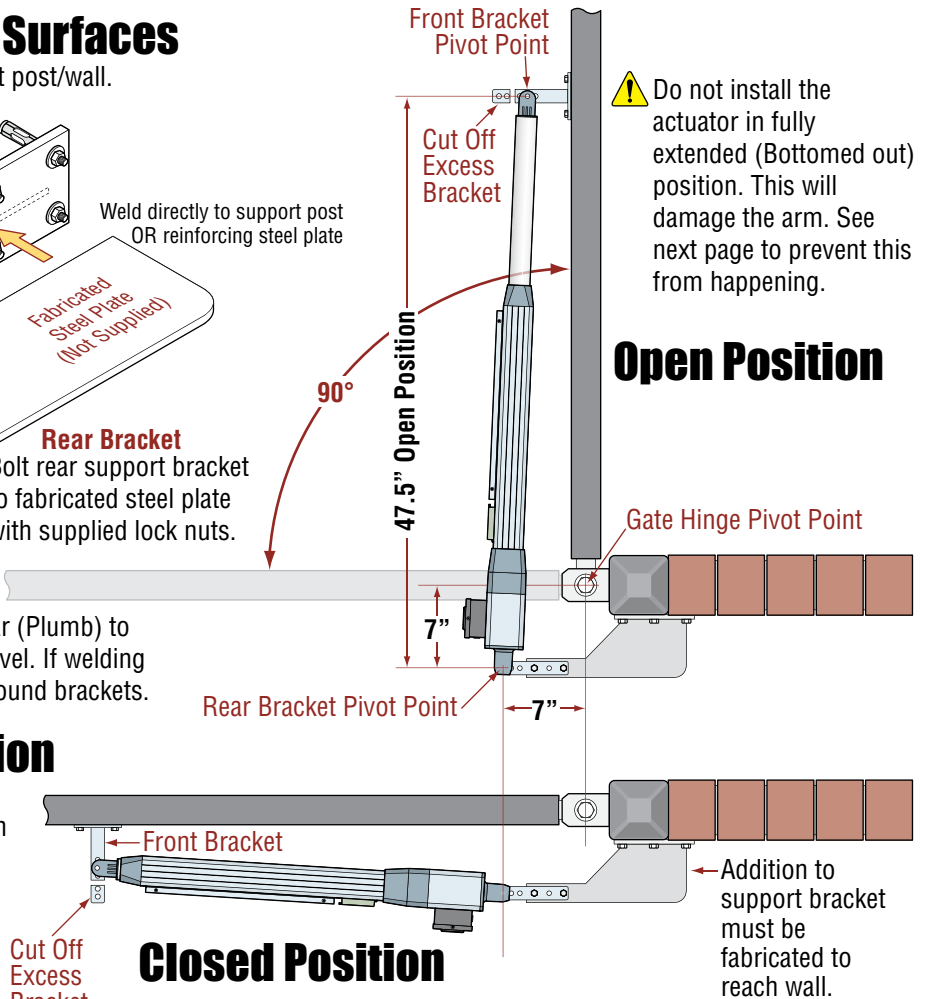 Surfaces
t post/wall.
Weld directly to support post
OR reinforcing steel plate
Fabricated
Steel Plate
(Not Supplied)
Rear Bracket
Bolt rear support bracket
o fabricated steel plate
with supplied lock nuts.
r (Plumb) to
vel. If welding
ound brackets.
Front Bracket
Pivot Point
Cut Off
Excess
Bracket
⚠ Do not install the
actuator in fully
extended (Bottomed out)
position. This will
damage the arm. See
next page to prevent this
from happening.
Open Position
90°
47.5” Open Position
Gate Hinge Pivot Point
7”
Rear Bracket Pivot Point
7”
ion
n
Front Bracket
Cut Off
Excess
Bracket
Closed Position
Addition to
support bracket
must be
fabricated to
reach wall.